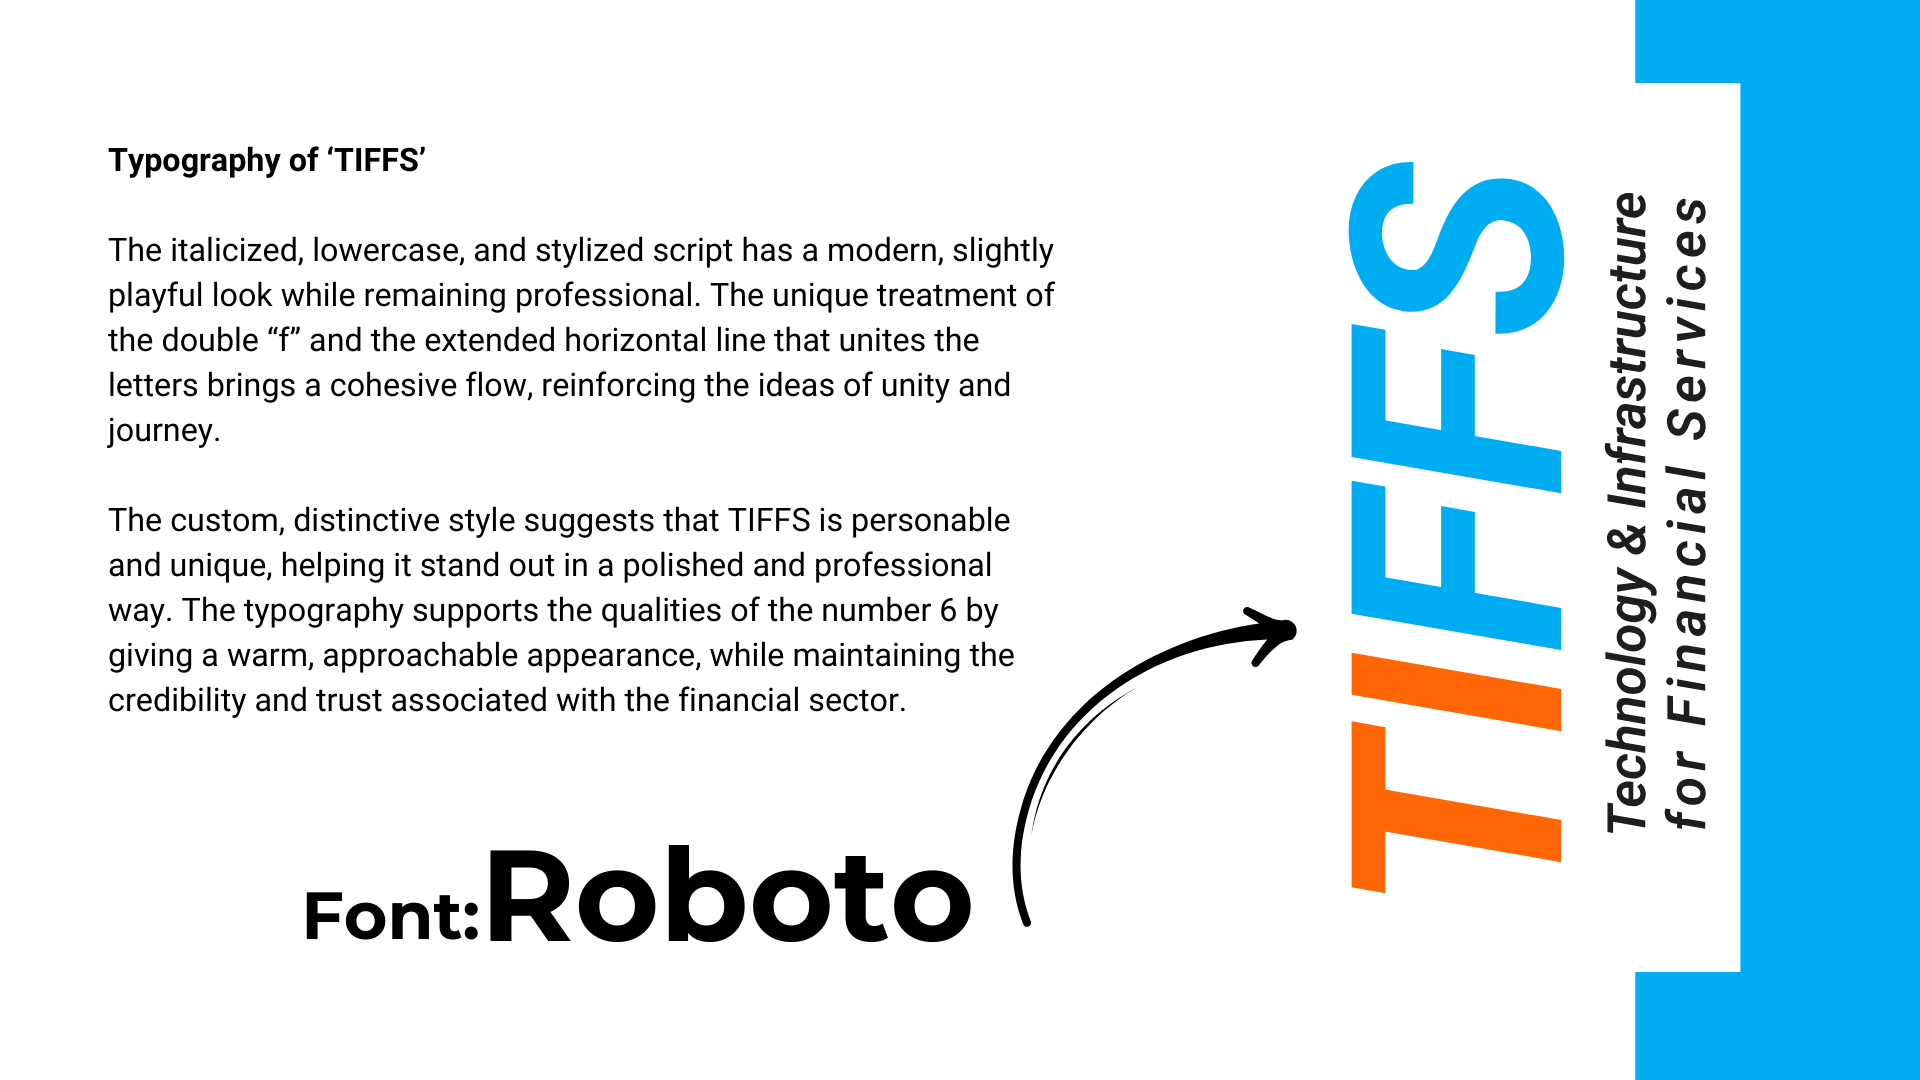 Typography of ‘TIFFS’
The italicized, lowercase, and stylized script has a modern, slightly
playful look while remaining professional. The unique treatment of
the double “f” and the extended horizontal line that unites the
letters brings a cohesive flow, reinforcing the ideas of unity and
journey.
The custom, distinctive style suggests that TIFFS is personable
and unique, helping it stand out in a polished and professional
way. The typography supports the qualities of the number 6 by
giving a warm, approachable appearance, while maintaining the
credibility and trust associated with the financial sector.
Font:Roboto
TIFFS
Technology & Infrastructure
for Financial Services